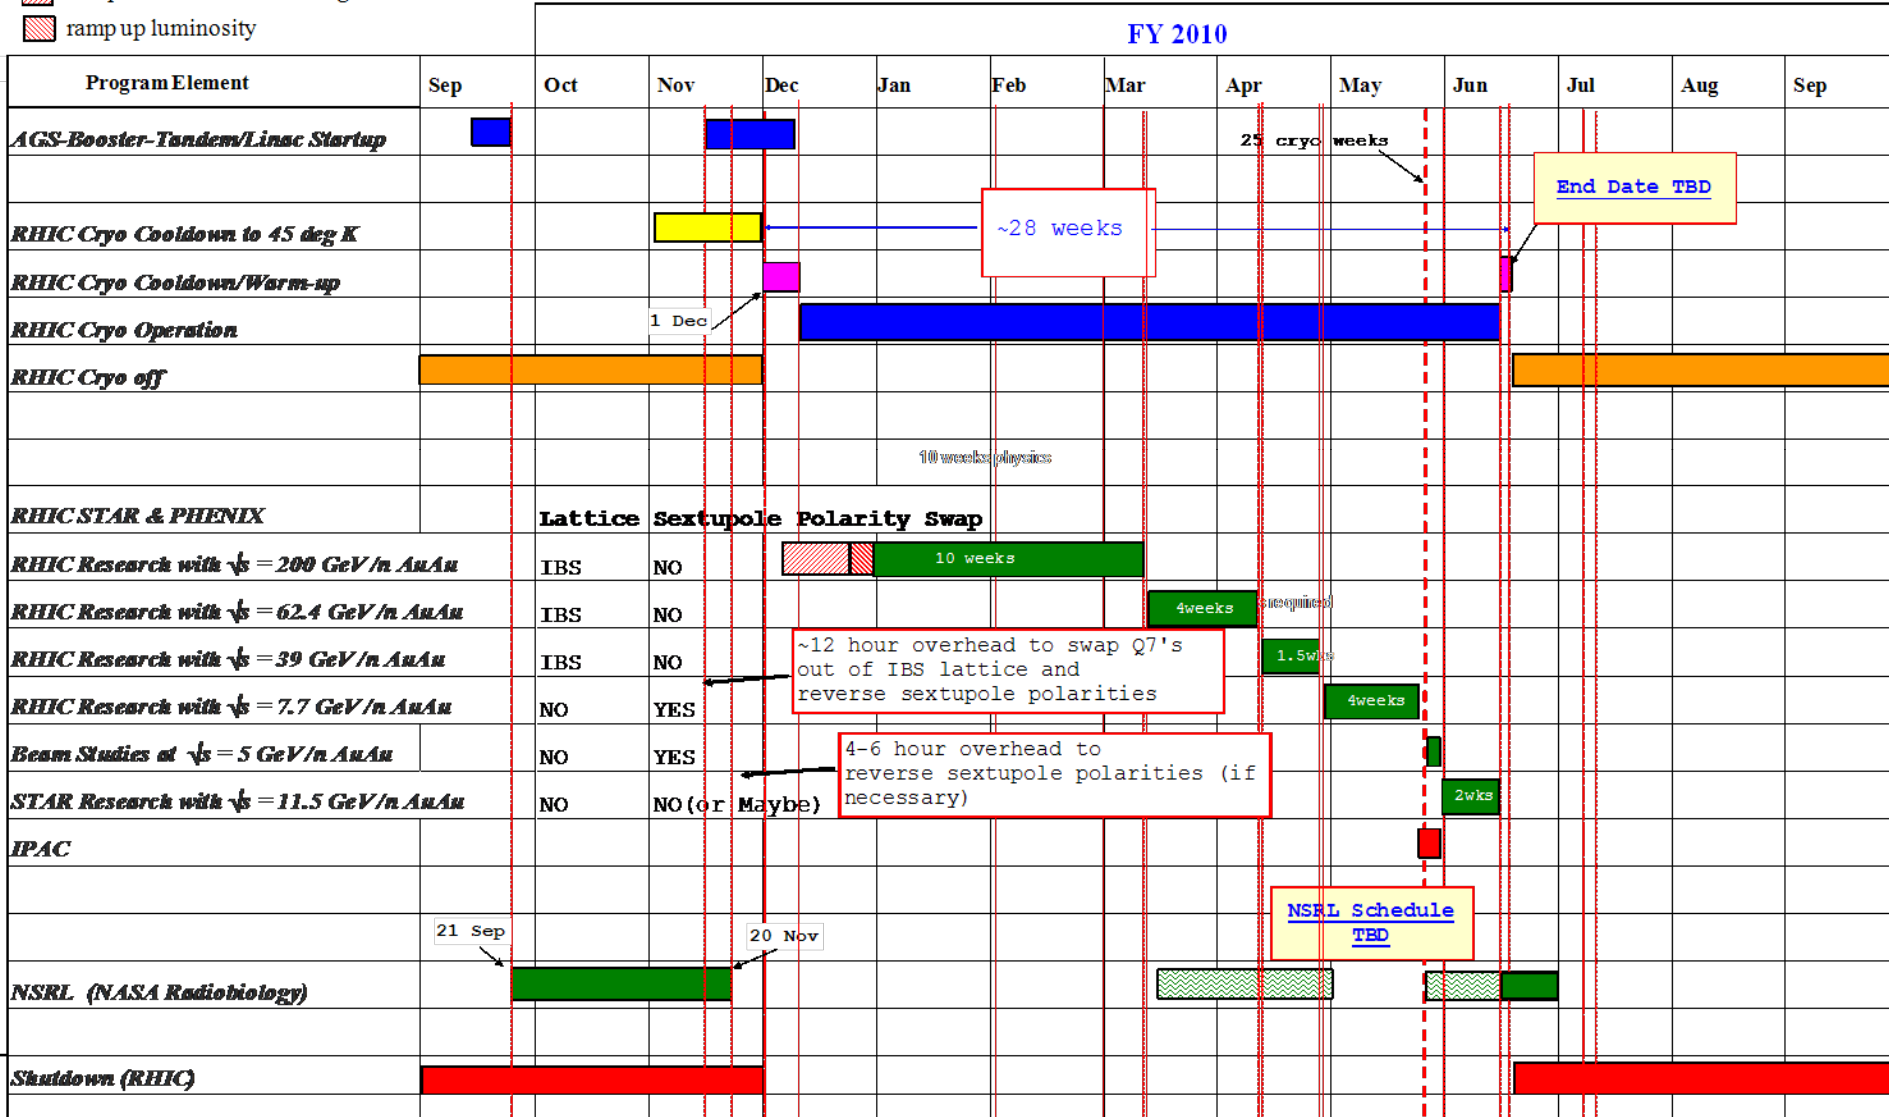 ramp up luminosity
FY 2010
Program Element Sep Oct Nov Dec Jan Feb Mar Apr May Jun Jul Aug Sep
AGS-Booster-Tandem/Linac Startup
25 cryo weeks
End Date TBD
RHIC Cryo Cooldown to 45 deg K
~28 weeks
RHIC Cryo Cooldown/Warm-up
1 Dec
RHIC Cryo Operation
RHIC Cryo off
10 weeks physics
RHIC STAR & PHENIX
Lattice Sextupole Polarity Swap
RHIC Research with √s = 200 GeV/n AuAu IBS NO 10 weeks
RHIC Research with √s = 62.4 GeV/n AuAu IBS NO 4weeks required
~12 hour overhead to swap Q7's
out of IBS lattice and
reverse sextupole polarities
RHIC Research with √s = 39 GeV/n AuAu IBS NO 1.5wks
RHIC Research with √s = 7.7 GeV/n AuAu NO YES 4weeks
4-6 hour overhead to
reverse sextupole polarities (if
necessary)
Beam Studies at √s = 5 GeV/n AuAu NO YES
STAR Research with √s = 11.5 GeV/n AuAu NO NO(or Maybe) 2wks
IPAC
NSRL Schedule
TBD
21 Sep
20 Nov
NSRL (NASA Radiobiology)
Shutdown (RHIC)